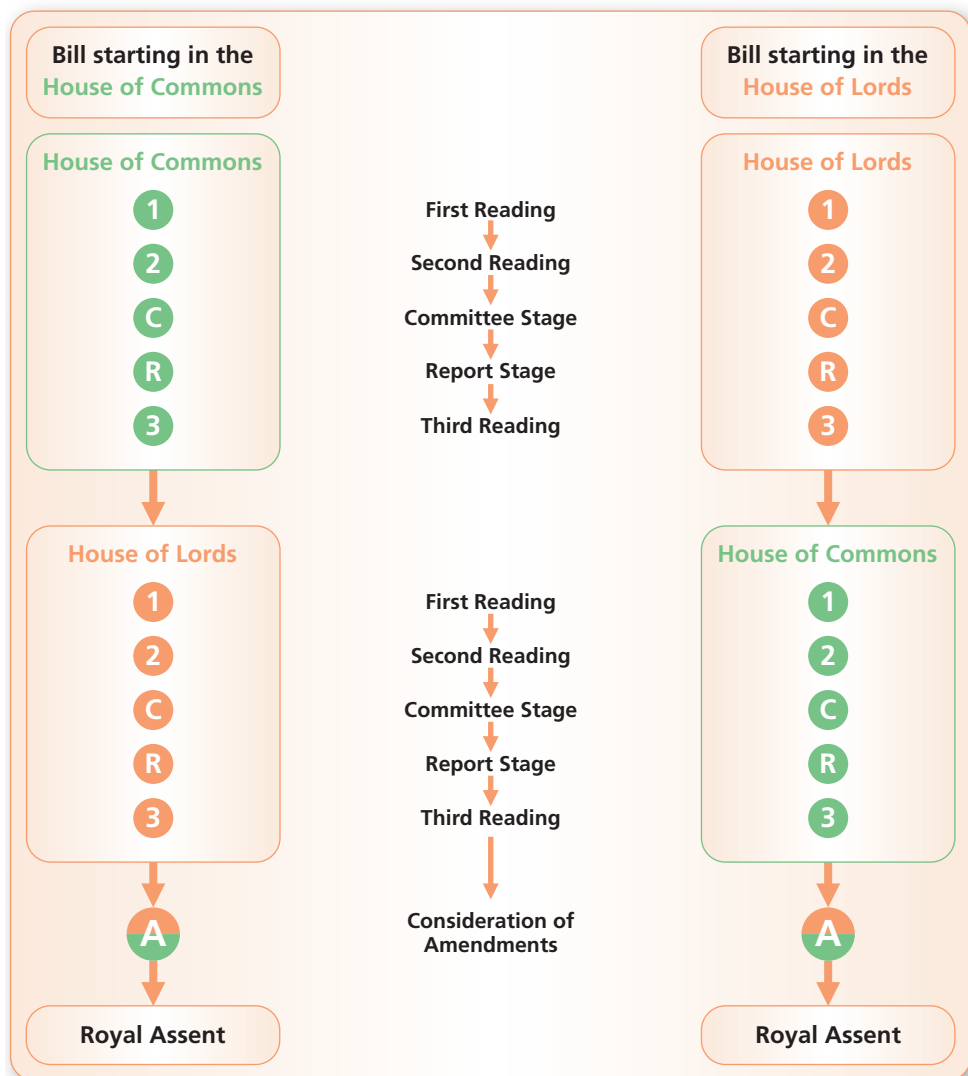 Bill starting in the
House of Commons
Bill starting in the
House of Lords
House of Commons
1
2
C
R
3
First Reading
Second Reading
Committee Stage
Report Stage
Third Reading
House of Lords
1
2
C
R
3
House of Lords
1
2
C
R
3
First Reading
Second Reading
Committee Stage
Report Stage
Third Reading
House of Commons
1
2
C
R
3
A
Consideration of
Amendments
A
Royal Assent
Royal Assent